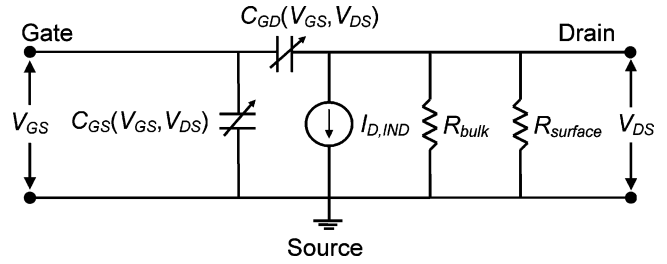 C_GD(V_GS, V_DS)
Gate
Drain
V_GS
C_GS(V_GS, V_DS)
I_D,IND
R_bulk
R_surface
V_DS
Source